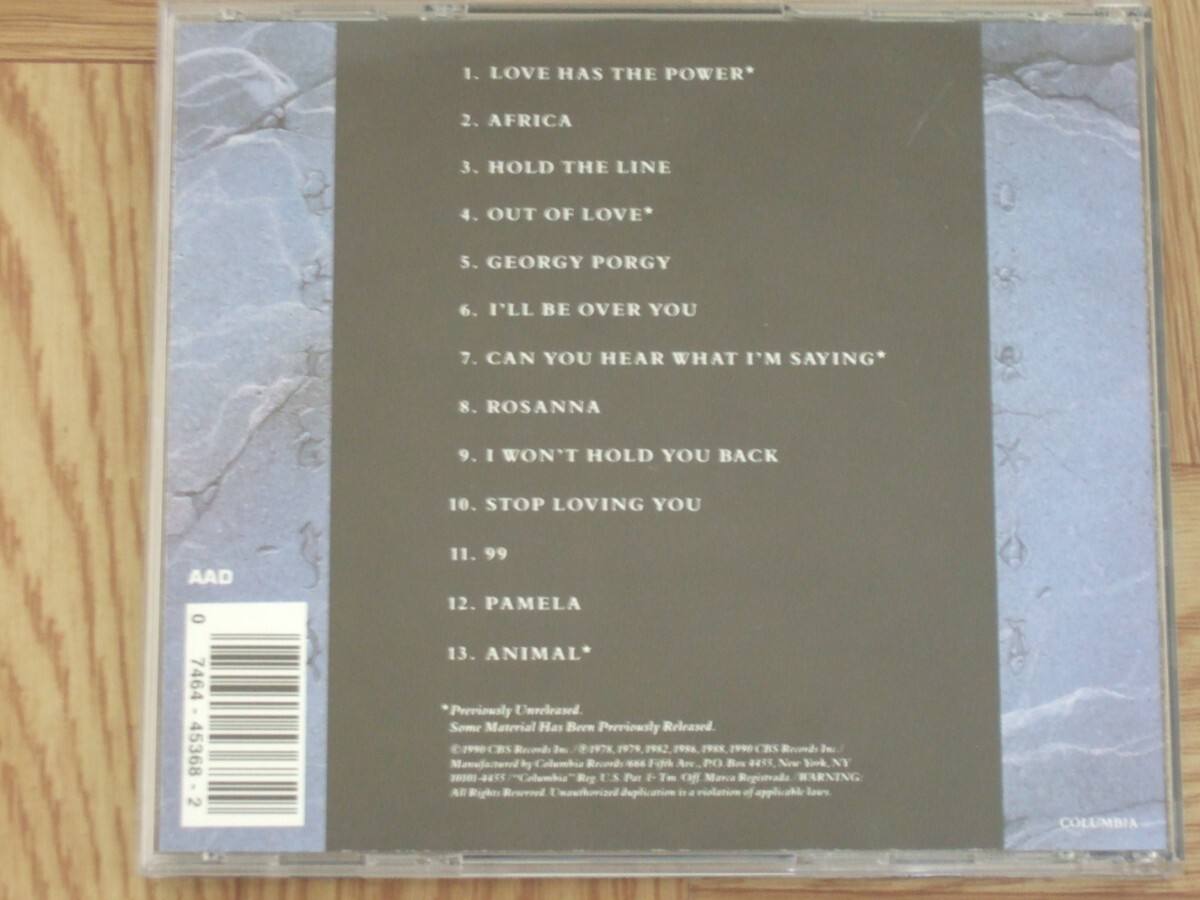 1. LOVE HAS THE POWER*
2. AFRICA
3. HOLD THE LINE
4. OUT OF LOVE*
5. GEORGY PORGY
6. I'LL BE OVER YOU
7. CAN YOU HEAR WHAT I'M SAYING*
8. ROSANNA
9. I WON'T HOLD YOU BACK
10. STOP LOVING YOU
11. 99
12. PAMELA
13. ANIMAL*
*Previously Unreleased.
Some Material Has Been Previously Released.
©1990 CBS Records Inc./℗1978, 1979, 1982, 1986, 1988, 1990 CBS Records Inc./
Manufactured by Columbia Records/666 Fifth Ave., P.O. Box 4455, New York, NY
10101-4455/"Columbia" Reg. U.S. Pat. & Tm. Off. Marca Registrada./WARNING:
All Rights Reserved. Unauthorized duplication is a violation of applicable laws.
AAD
0 7464-45368-2
COLUMBIA